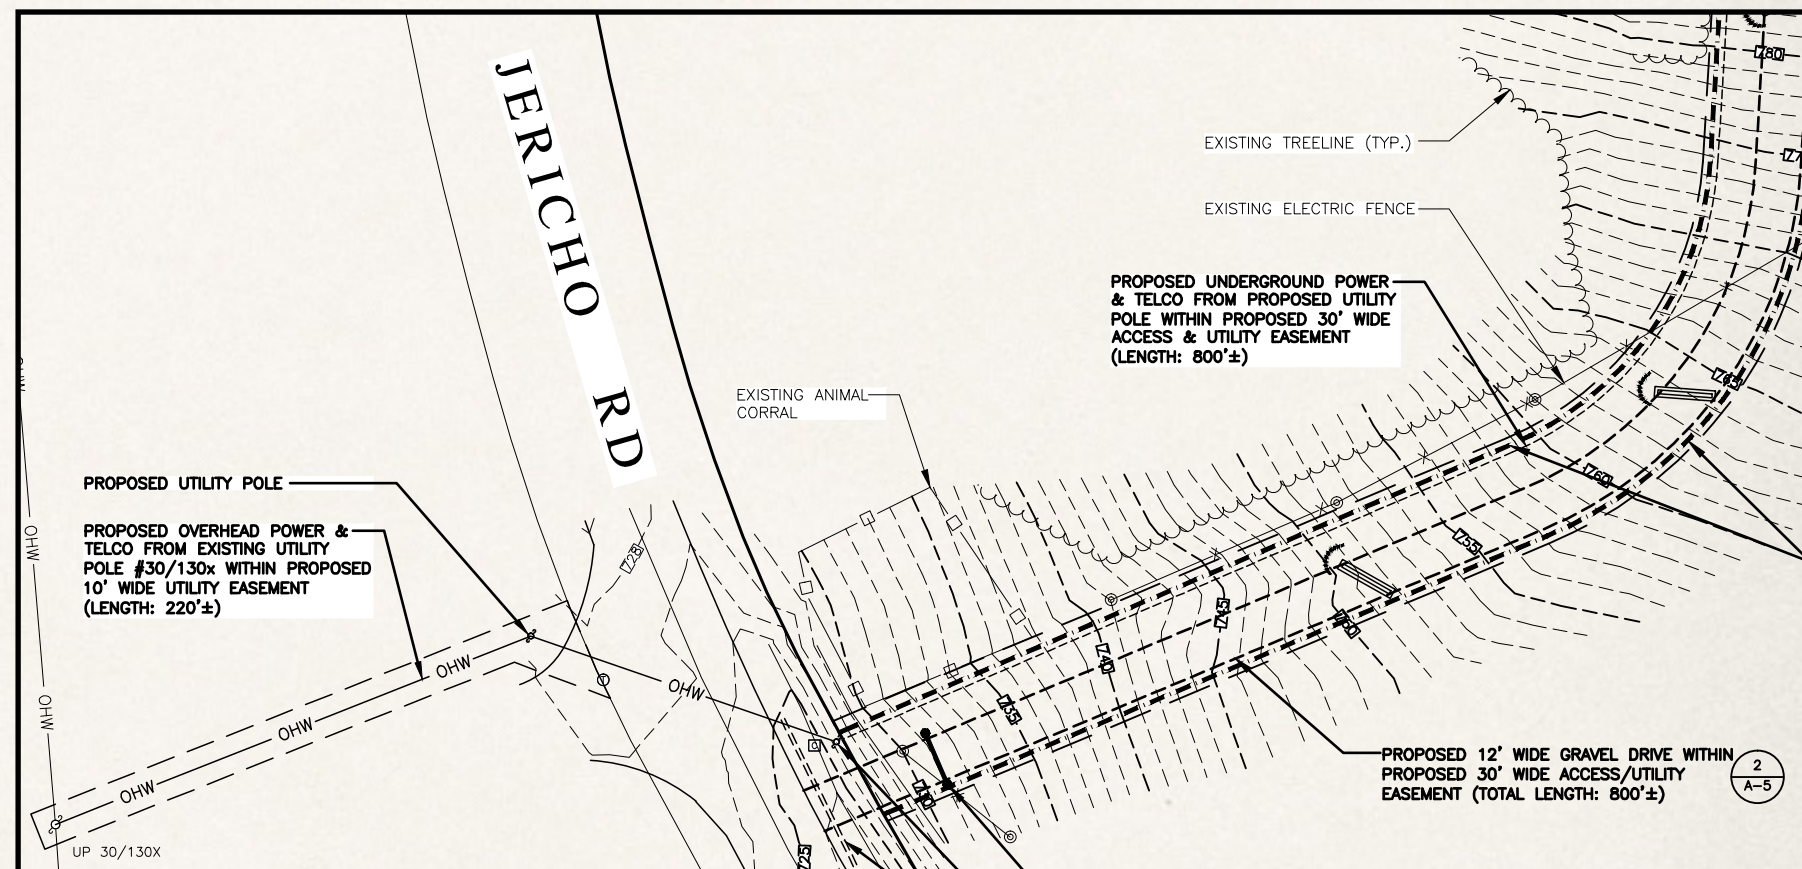 JERICHO RD
EXISTING TREELINE (TYP.)
EXISTING ELECTRIC FENCE
PROPOSED UNDERGROUND POWER
& TELCO FROM PROPOSED UTILITY
POLE WITHIN PROPOSED 30' WIDE
ACCESS & UTILITY EASEMENT
(LENGTH: 800'±)
EXISTING ANIMAL
CORRAL
PROPOSED UTILITY POLE
PROPOSED OVERHEAD POWER &
TELCO FROM EXISTING UTILITY
POLE #30/130x WITHIN PROPOSED
10' WIDE UTILITY EASEMENT
(LENGTH: 220'±)
OHW
OHW
OHW
OHW
OHW
OHW
UP 30/130X
PROPOSED 12' WIDE GRAVEL DRIVE WITHIN
PROPOSED 30' WIDE ACCESS/UTILITY
EASEMENT (TOTAL LENGTH: 800'±)
2
A-5
728
725
730
735
740
745
750
755
760
765
780
T